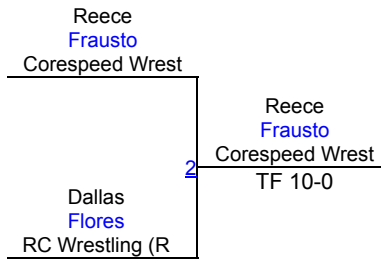 Reece
Frausto
Corespeed Wrest
Reece
Frausto
Corespeed Wrest
2
TF 10-0
Dallas
Flores
RC Wrestling (R